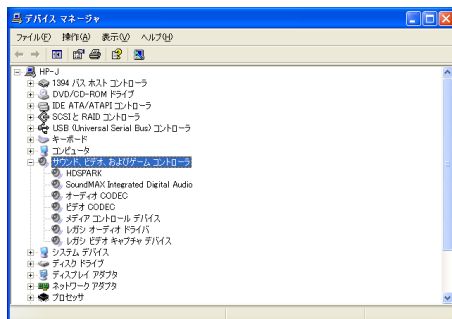 デバイス マネージャ
ファイル(F) 操作(A) 表示(V) ヘルプ(H)
HP-J
1394 バス ホスト コントローラ
DVD/CD-ROM ドライブ
IDE ATA/ATAPI コントローラ
SCSI と RAID コントローラ
USB (Universal Serial Bus) コントローラ
キーボード
コンピュータ
サウンド、ビデオ、およびゲーム コントローラ
HDSPARK
SoundMAX Integrated Digital Audio
オーディオ CODEC
ビデオ CODEC
メディア コントロール デバイス
レガシ オーディオ ドライバ
レガシ ビデオ キャプチャ デバイス
システム デバイス
ディスク ドライブ
ディスプレイ アダプタ
ネットワーク アダプタ
プロセッサ